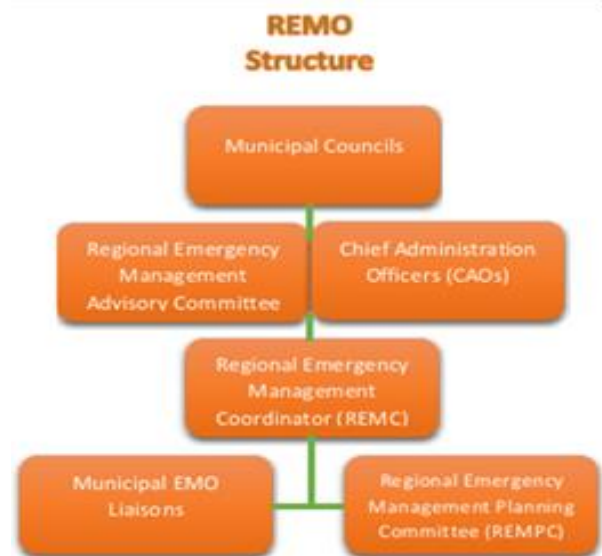 REMO
Structure
Municipal Councils
Regional Emergency
Management
Advisory Committee
Chief Administration
Officers (CAOs)
Regional Emergency
Management
Coordinator (REMC)
Municipal EMO
Liaisons
Regional Emergency
Management Planning
Committee (REMPC)